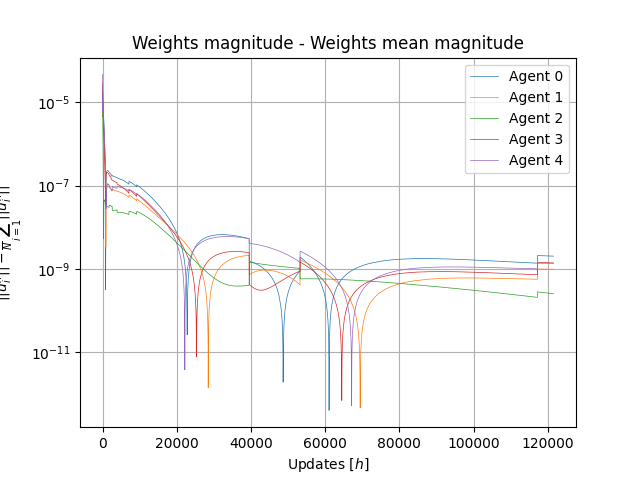 Weights magnitude - Weights mean magnitude
10⁻⁵
10⁻⁷
10⁻⁹
10⁻¹¹
0 20000 40000 60000 80000 100000 120000
Updates [h]
Agent 0
Agent 1
Agent 2
Agent 3
Agent 4